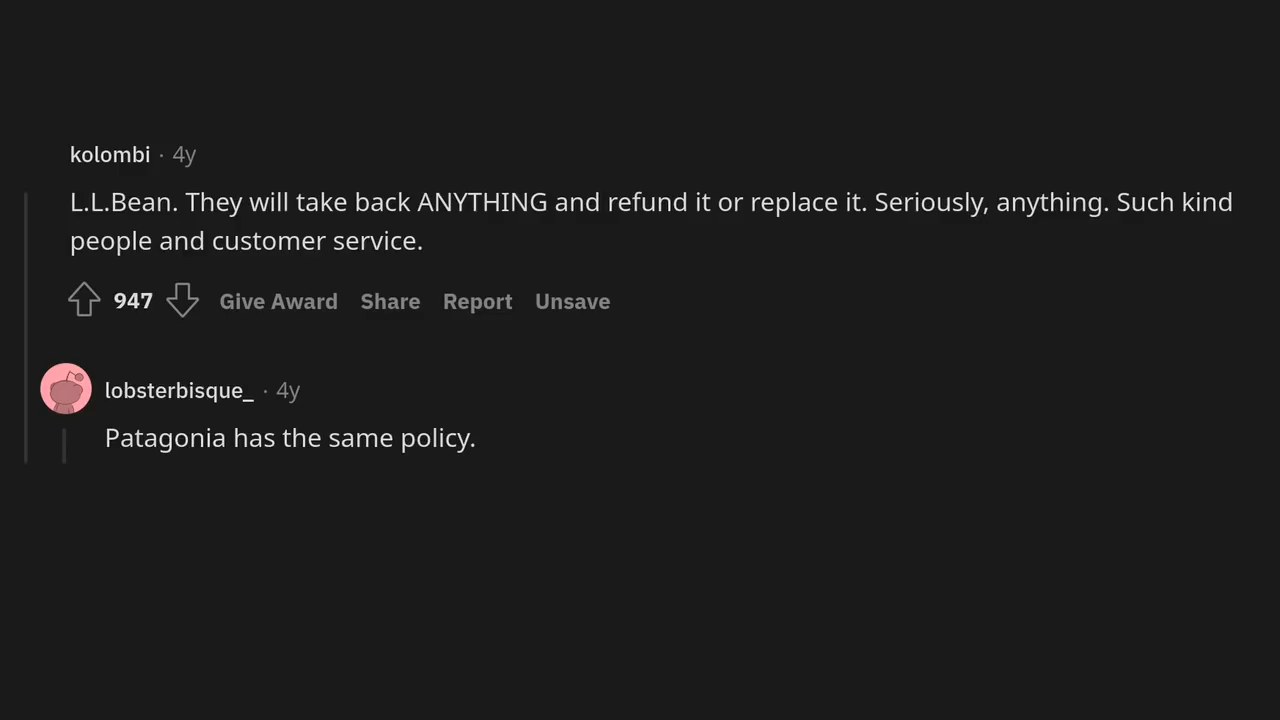 kolombi · 4y
L.L.Bean. They will take back ANYTHING and refund it or replace it. Seriously, anything. Such kind
people and customer service.
947 Give Award Share Report Unsave
lobsterbisque_ · 4y
Patagonia has the same policy.